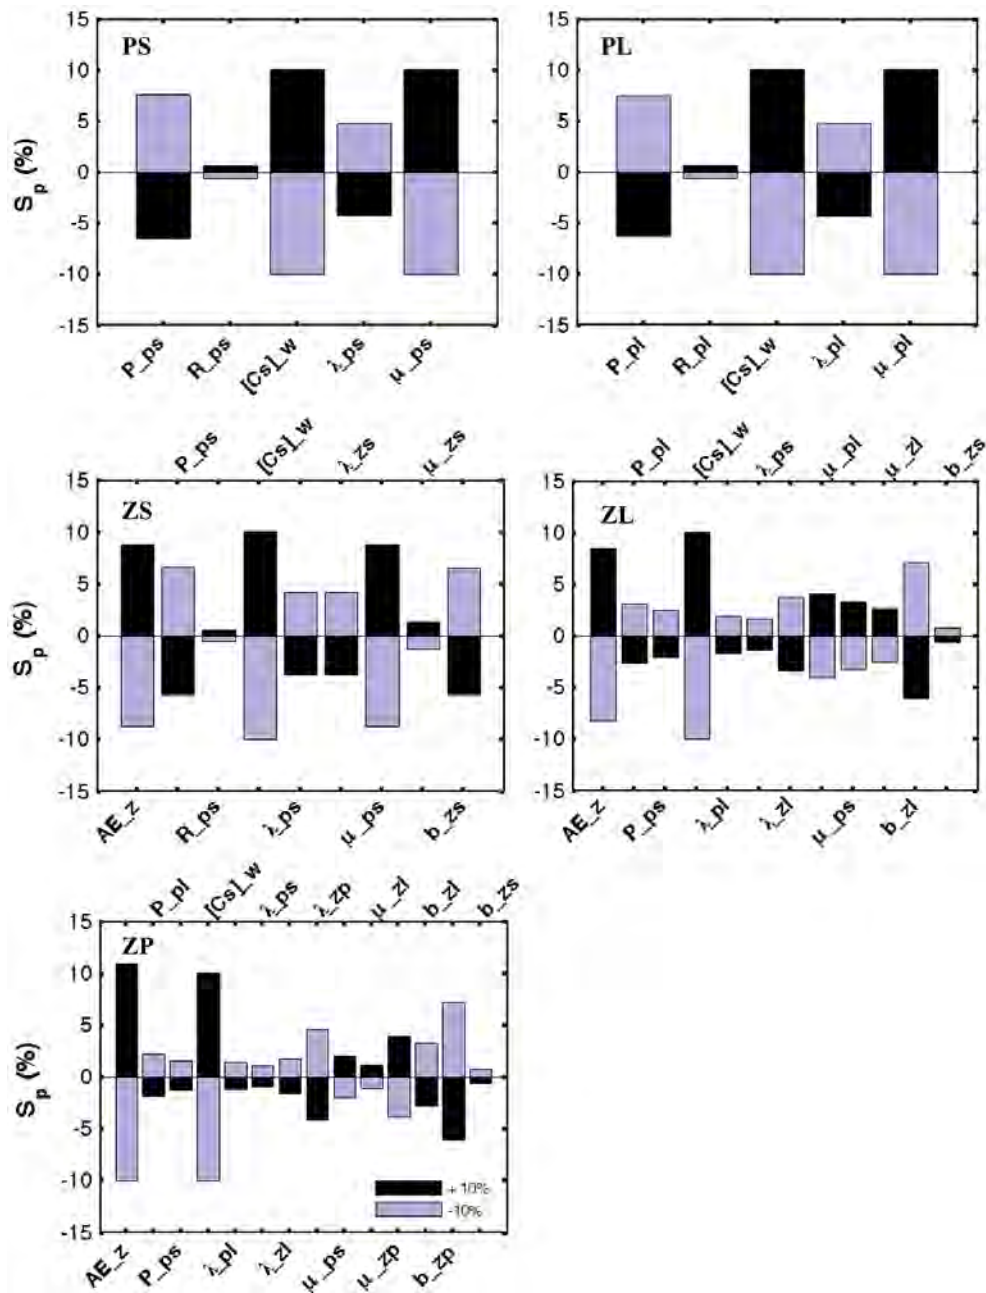 PS
PL
15
10
5
0
-5
-10
-15
S_p (%)
P_ps
R_ps
[Cs]_w
λ_ps
μ_ps
15
10
5
0
-5
-10
-15
P_pl
R_pl
[Cs]_w
λ_pl
μ_pl
P_ps
[Cs]_w
λ_zs
μ_zs
ZS
15
10
5
0
-5
-10
-15
S_p (%)
AE_z
R_ps
λ_ps
μ_ps
b_zs
P_pl
[Cs]_w
λ_ps
μ_pl
μ_zl
b_zs
ZL
15
10
5
0
-5
-10
-15
AE_z
P_ps
λ_pl
λ_zl
μ_ps
b_zl
P_pl
[Cs]_w
λ_ps
λ_zp
μ_zl
b_zl
b_zs
ZP
15
10
5
0
-5
-10
-15
S_p (%)
+10%
-10%
AE_z
P_ps
λ_pl
λ_zl
μ_ps
μ_zp
b_zp